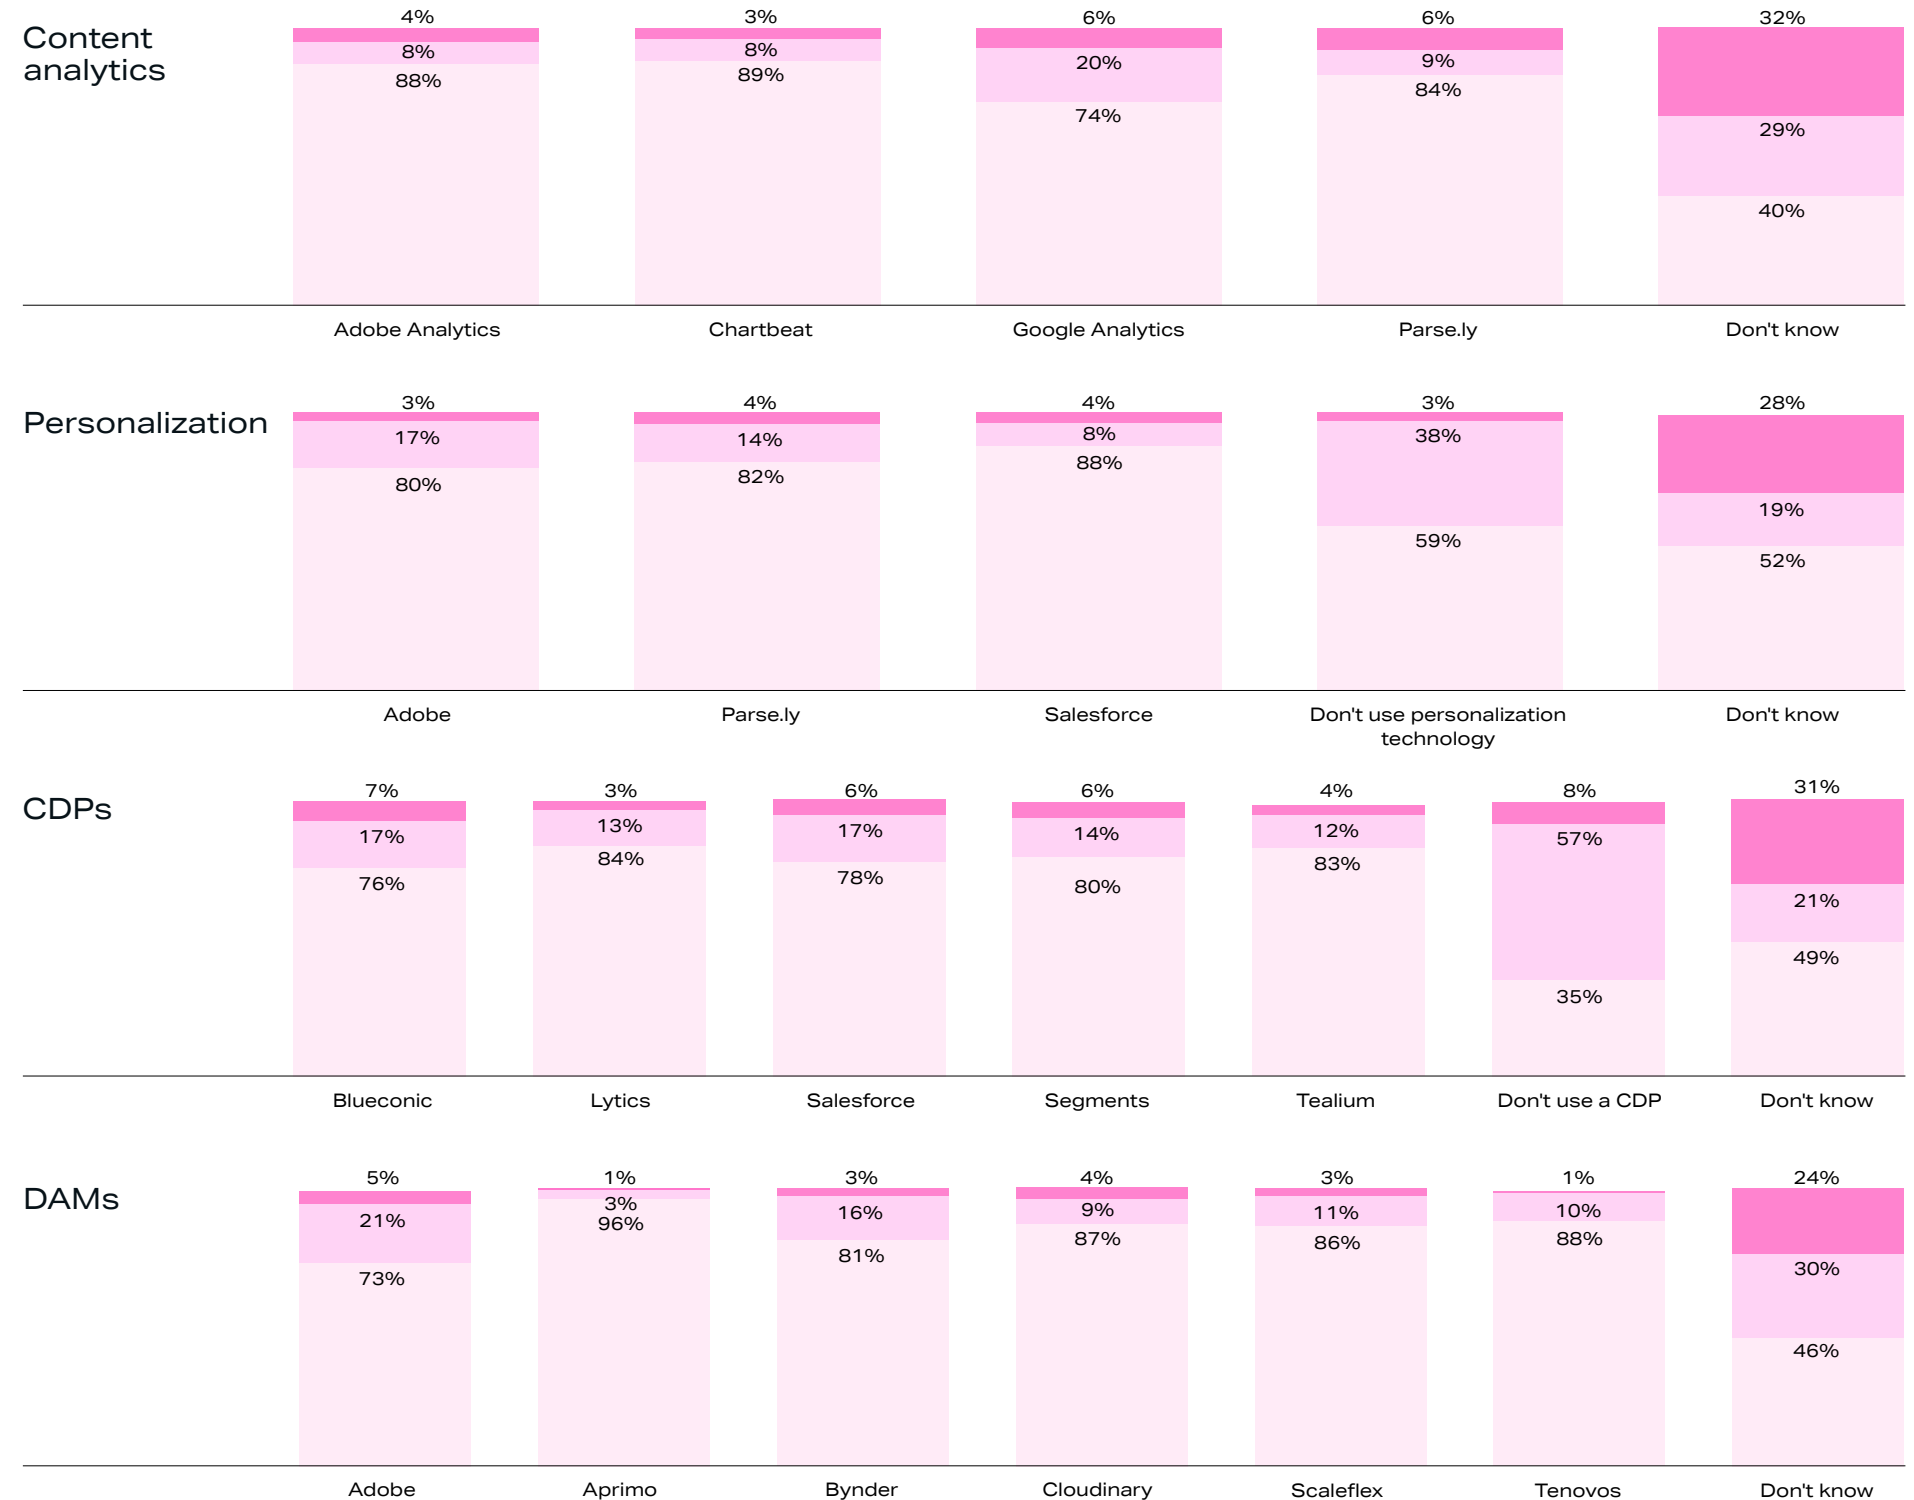 Content
analytics
4% 3% 6% 6% 32%
8% 8% 20% 9% 29%
88% 89% 74% 84% 40%
Adobe Analytics Chartbeat Google Analytics Parse.ly Don't know
Personalization
3% 4% 4% 3% 28%
17% 14% 8% 38% 19%
80% 82% 88% 59% 52%
Adobe Parse.ly Salesforce Don't use personalization Don't know
technology
CDPs
7% 3% 6% 6% 4% 8% 31%
17% 13% 17% 14% 12% 57% 21%
76% 84% 78% 80% 83% 35% 49%
Blueconic Lytics Salesforce Segments Tealium Don't use a CDP Don't know
DAMs
5% 1% 3% 4% 3% 1% 24%
21% 3% 16% 9% 11% 10% 30%
73% 96% 81% 87% 86% 88% 46%
Adobe Aprimo Bynder Cloudinary Scaleflex Tenovos Don't know